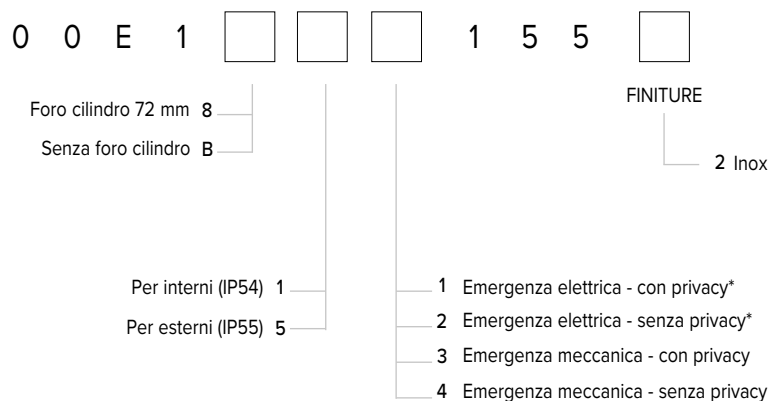 0 0 E 1 1 5 5
FINITURE
Foro cilindro 72 mm 8
Senza foro cilindro B
2 Inox
Per interni (IP54) 1
Per esterni (IP55) 5
1 Emergenza elettrica - con privacy*
2 Emergenza elettrica - senza privacy*
3 Emergenza meccanica - con privacy
4 Emergenza meccanica - senza privacy